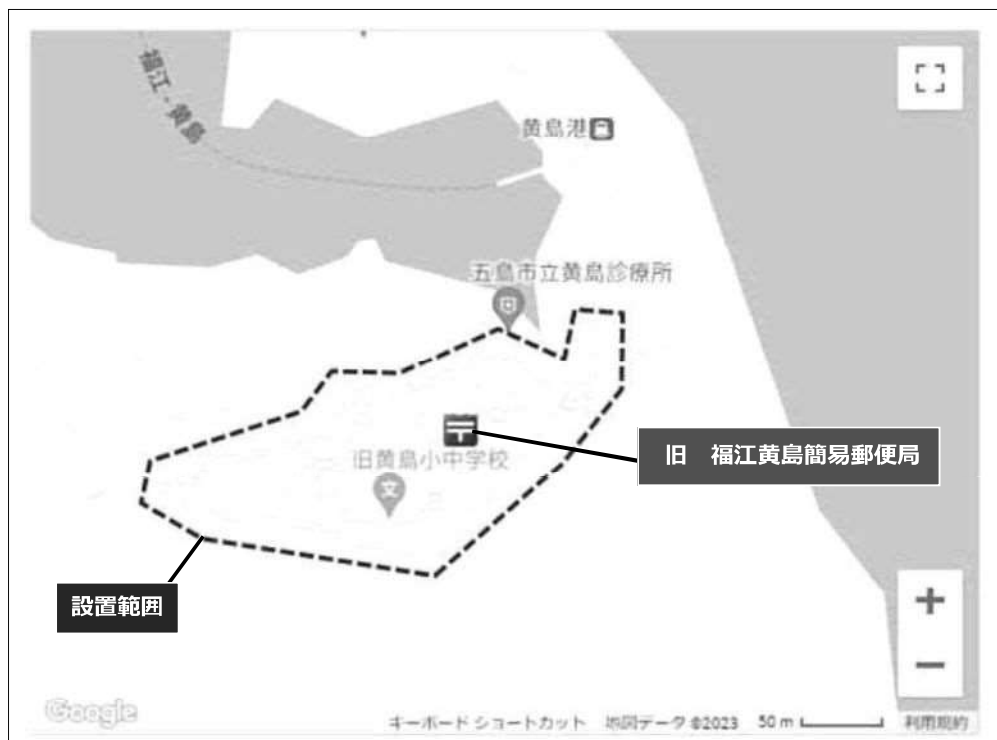 福江 - 黄島
黄島港
五島市立黄島診療所
旧黄島小中学校
旧　福江黄島簡易郵便局
設置範囲
Google
キーボード ショートカット
地図データ ©2023
50 m
利用規約